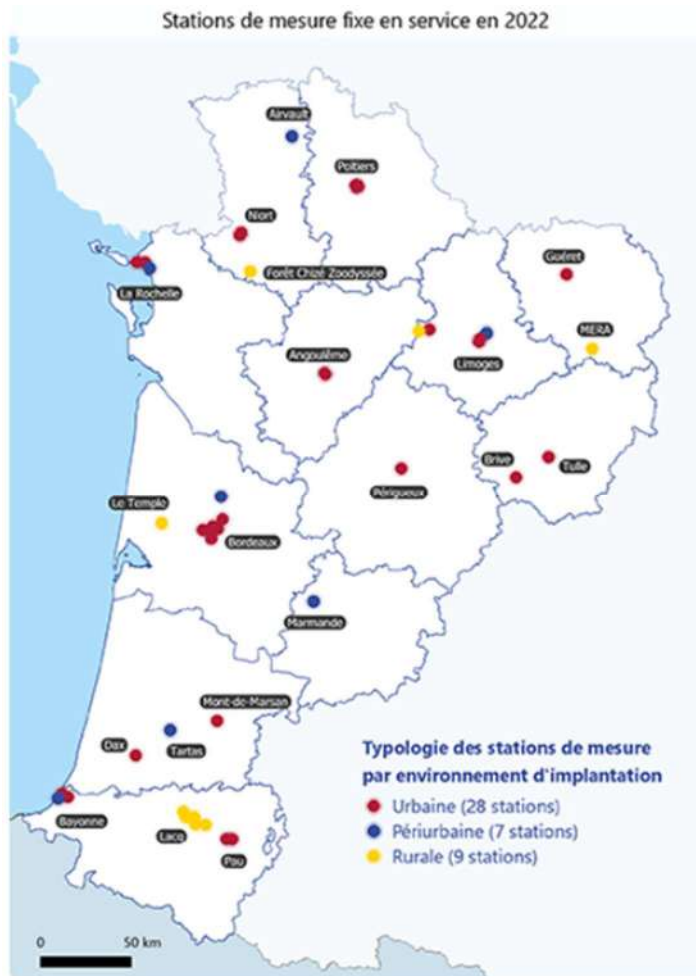 Stations de mesure fixe en service en 2022
Airvault
Poitiers
Niort
Forêt Chizé Zoodyssée
La Rochelle
Guéret
MERA
Limoges
Angoulême
Périgueux
Brive
Tulle
Le Temple
Bordeaux
Marmande
Mont-de-Marsan
Dax
Tartas
Typologie des stations de mesure
par environnement d'implantation
Urbaine (28 stations)
Périurbaine (7 stations)
Rurale (9 stations)
Bayonne
Lacq
Pau
0 50 km